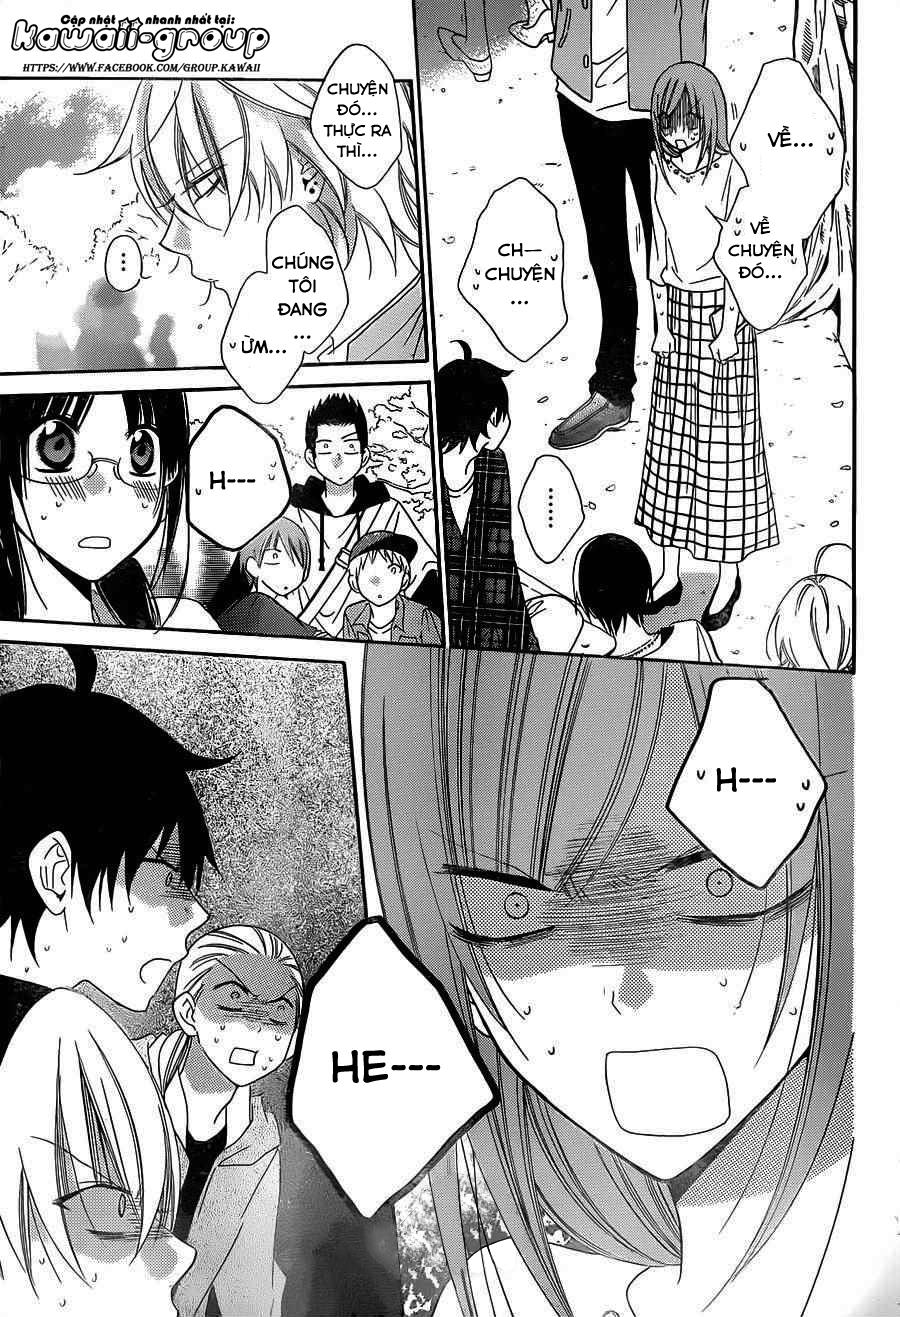 Cập nhật nhanh nhất tại:
kawaii-group
HTTPS://WWW.FACEBOOK.COM/GROUP.KAWAII
VỀ...
VỀ
CHUYỆN
ĐÓ...
CH--
CHUYỆN
...
......
CHUYỆN
ĐÓ...
THỰC RA
THÌ...
CHÚNG
TÔI
ĐANG
...
ỪM...
...
H---
H---
HE---